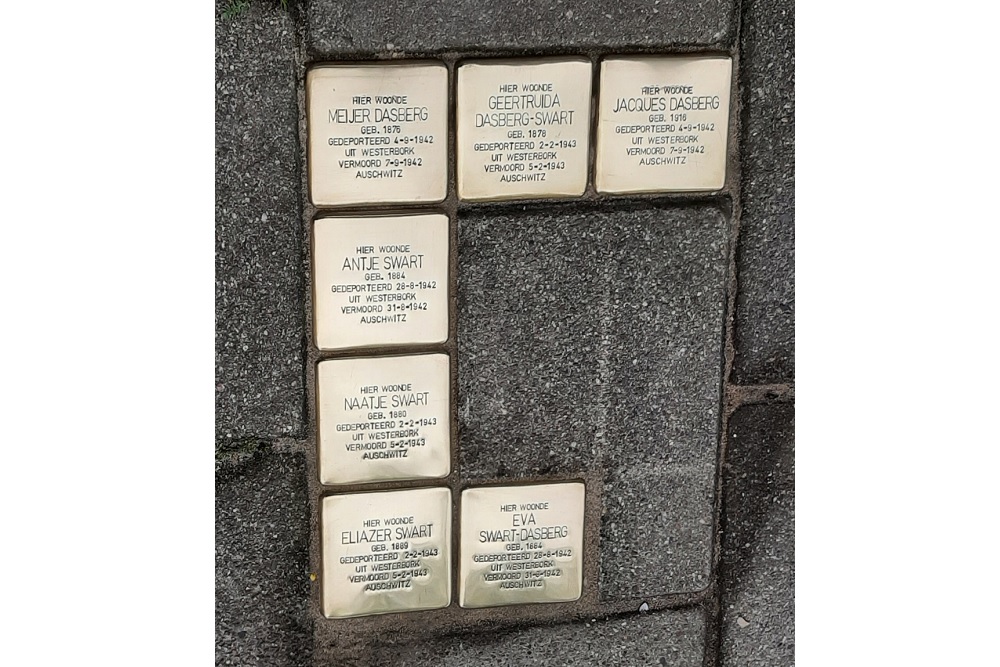 HIER WOONDE
MEIJER DASBERG
GEB. 1876
GEDEPORTEERD 4-9-1942
UIT WESTERBORK
VERMOORD 7-9-1942
AUSCHWITZ
HIER WOONDE
GEERTRUIDA
DASBERG-SWART
GEB. 1878
GEDEPORTEERD 2-2-1943
UIT WESTERBORK
VERMOORD 5-2-1943
AUSCHWITZ
HIER WOONDE
JACQUES DASBERG
GEB. 1916
GEDEPORTEERD 4-9-1942
UIT WESTERBORK
VERMOORD 7-9-1942
AUSCHWITZ
HIER WOONDE
ANTJE SWART
GEB. 1884
GEDEPORTEERD 28-8-1942
UIT WESTERBORK
VERMOORD 31-8-1942
AUSCHWITZ
HIER WOONDE
NAATJE SWART
GEB. 1880
GEDEPORTEERD 2-2-1943
UIT WESTERBORK
VERMOORD 5-2-1943
AUSCHWITZ
HIER WOONDE
ELIAZER SWART
GEB. 1889
GEDEPORTEERD 2-2-1943
UIT WESTERBORK
VERMOORD 5-2-1943
AUSCHWITZ
HIER WOONDE
EVA
SWART-DASBERG
GEB. 1884
GEDEPORTEERD 28-8-1942
UIT WESTERBORK
VERMOORD 31-8-1942
AUSCHWITZ